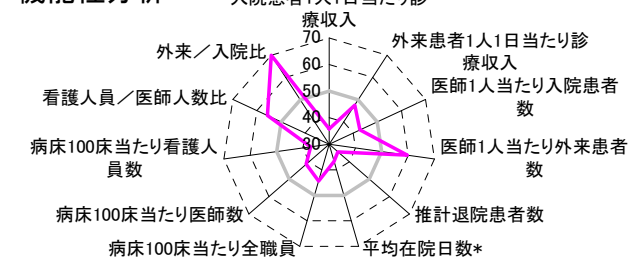 入院患者1人1日当たり診
療収入
外来患者1人1日当たり診
療収入
医師1人当たり入院患者
数
医師1人当たり外来患者
数
推計退院患者数
平均在院日数*
病床100床当たり全職員
病床100床当たり医師数
病床100床当たり看護人
員数
看護人員／医師人数比
外来／入院比
70
60
50
40
30